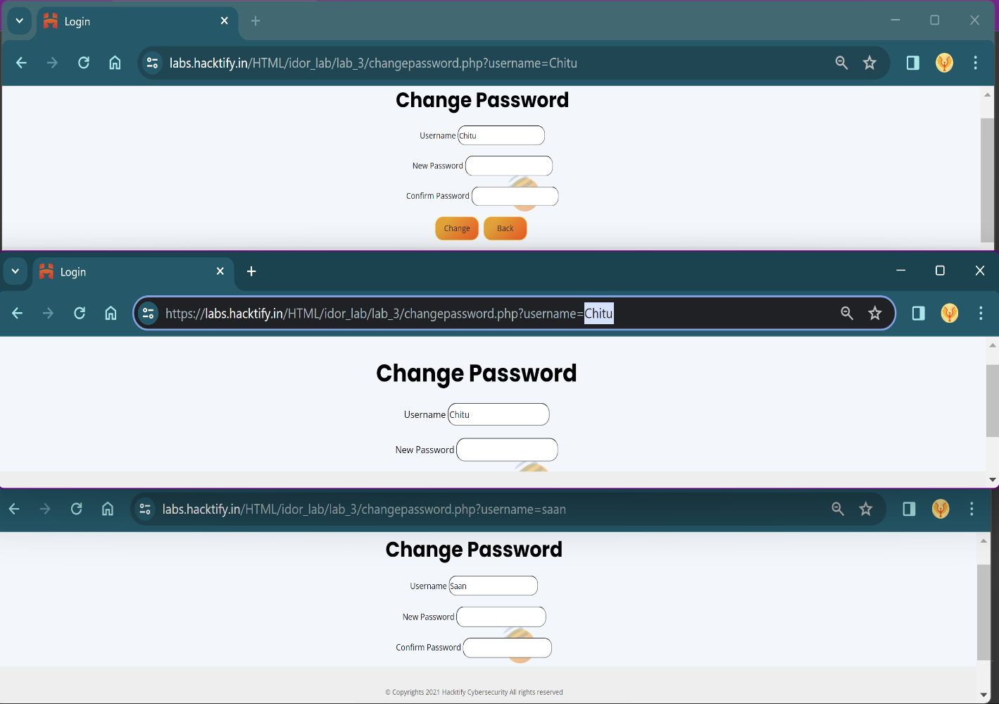 Login
labs.hacktify.in/HTML/idor_lab/lab_3/changepassword.php?username=Chitu
Change Password
Username Chitu
New Password
Confirm Password
Change Back
Login
https://labs.hacktify.in/HTML/idor_lab/lab_3/changepassword.php?username=Chitu
Change Password
Username Chitu
New Password
labs.hacktify.in/HTML/idor_lab/lab_3/changepassword.php?username=saan
Change Password
Username Saan
New Password
Confirm Password
© Copyrights 2021 Hacktify Cybersecurity All rights reserved